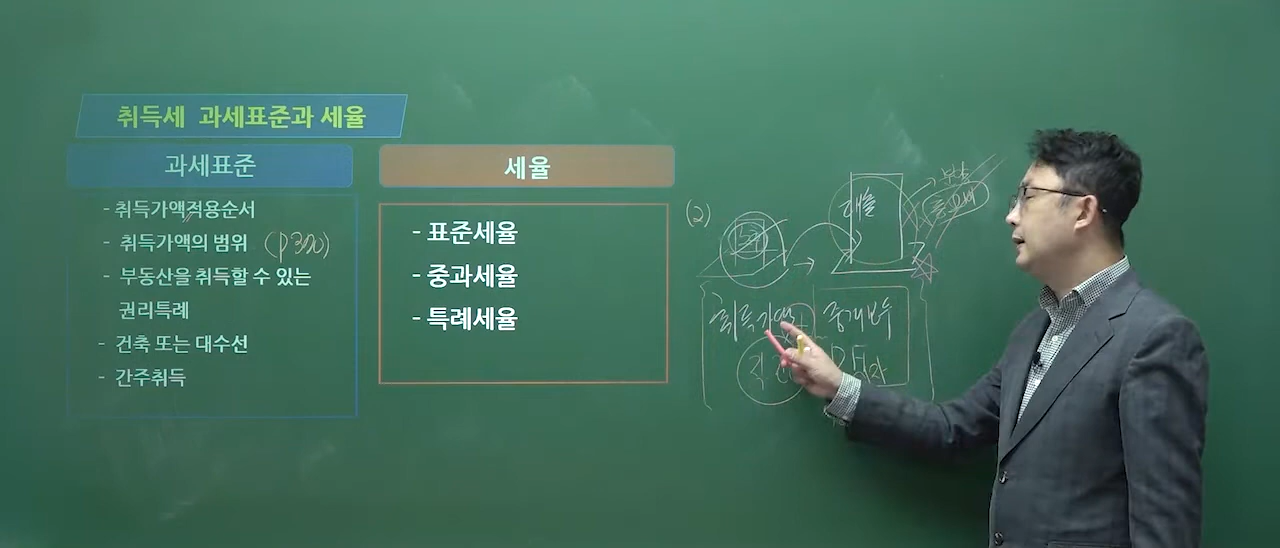 취득세 과세표준과 세율
과세표준
- 취득가액적용순서
- 취득가액의 범위 (p390)
- 부동산을 취득할 수 있는
권리특례
- 건축 또는 대수선
- 간주취득
세율
- 표준세율
- 중과세율
- 특례세율
(2)
취득가액
중개보수